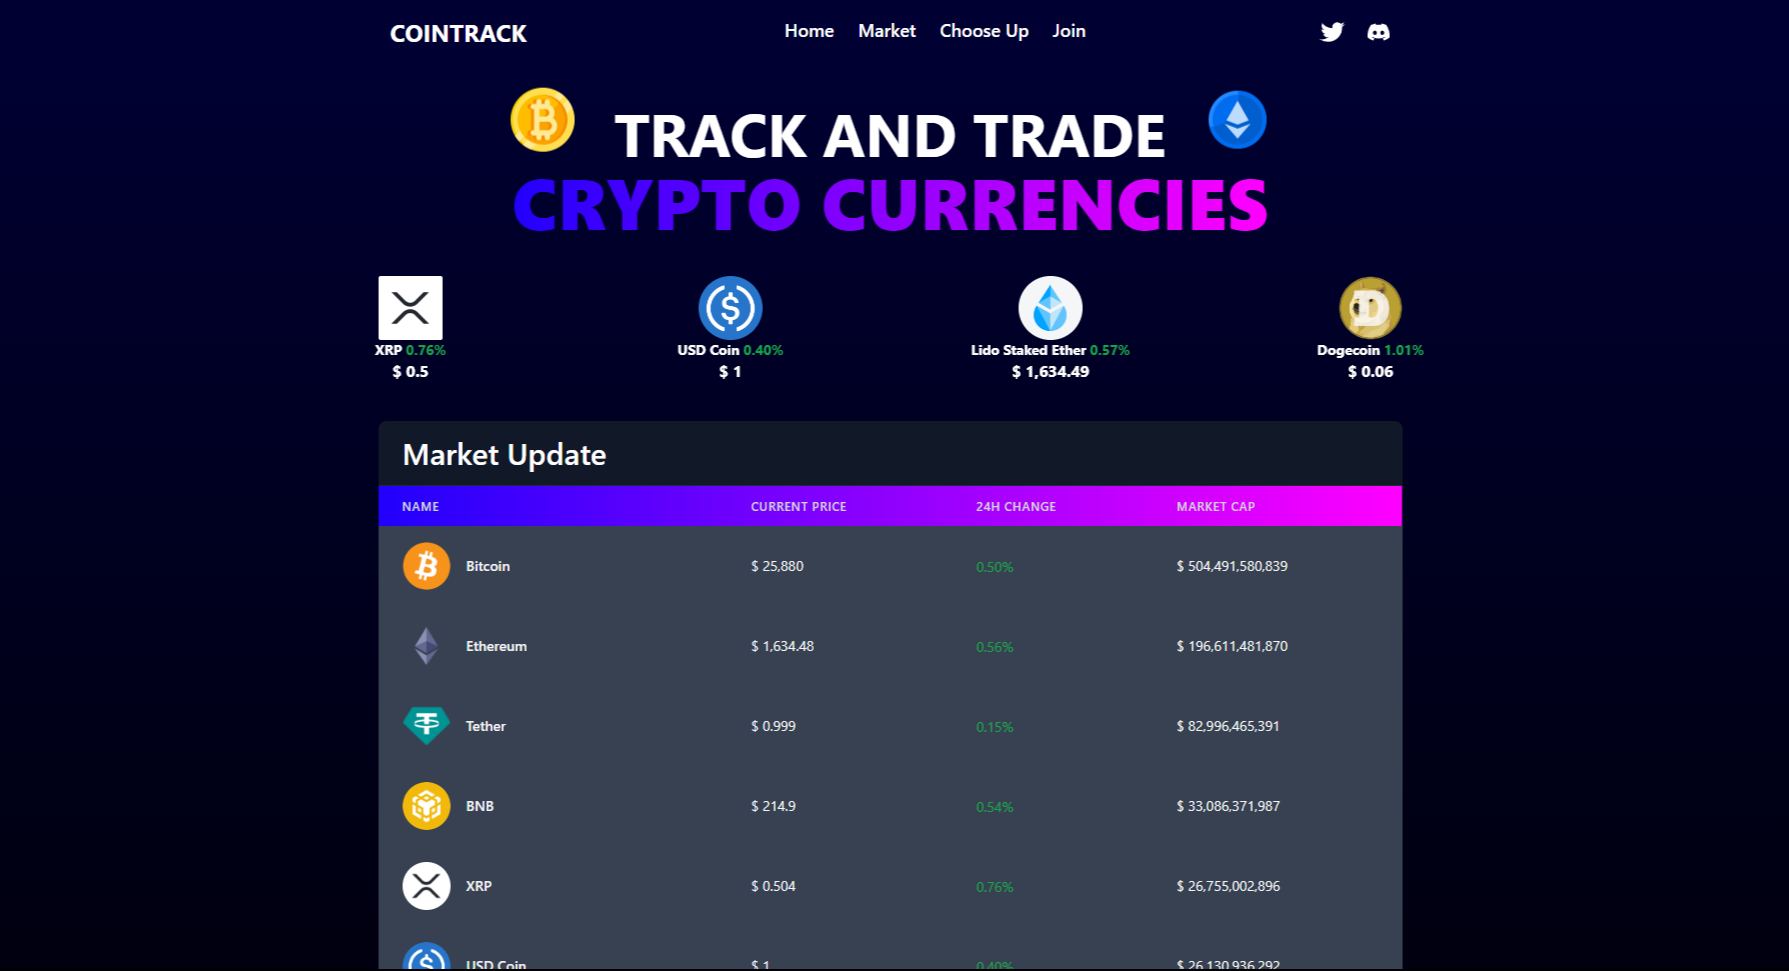 COINTRACK
Home Market Choose Up Join
TRACK AND TRADE
CRYPTO CURRENCIES
XRP 0.76%
$ 0.5
USD Coin 0.40%
$ 1
Lido Staked Ether 0.57%
$ 1,634.49
Dogecoin 1.01%
$ 0.06
Market Update
NAME CURRENT PRICE 24H CHANGE MARKET CAP
Bitcoin $ 25,880 0.50% $ 504,491,580,839
Ethereum $ 1,634.48 0.56% $ 196,611,481,870
Tether $ 0.999 0.15% $ 82,996,465,391
BNB $ 214.9 0.54% $ 33,086,371,987
XRP $ 0.504 0.76% $ 26,755,002,896
USD Coin $ 1 0.40% $ 26,130,936,292